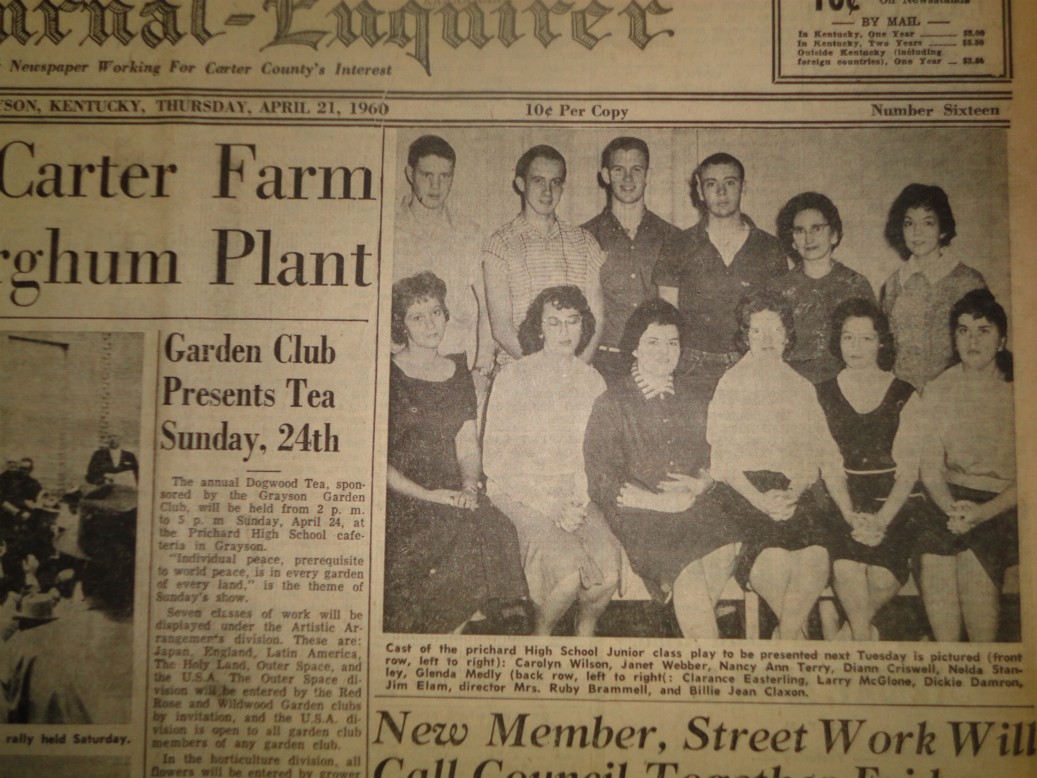 urnal-Enquirer
Newspaper Working For Carter County's Interest
10¢ On Newsstands
— BY MAIL —
In Kentucky, One Year
In Kentucky, Two Years
Outside Kentucky (including
foreign countries), One Year
YSON, KENTUCKY, THURSDAY, APRIL 21, 1960
10¢ Per Copy
Number Sixteen
Carter Farm
rghum Plant
rally held Saturday.
Garden Club
Presents Tea
Sunday, 24th
The annual Dogwood Tea, spon-
sored by the Grayson Garden
Club, will be held from 2 p. m.
to 5 p. m Sunday, April 24, at
the Prichard High School cafe-
teria in Grayson.
"Individual peace, prerequisite
to world peace, is in every garden
of every land," is the theme of
Sunday's show.
Seven classes of work will be
displayed under the Artistic Ar-
rangement's division. These are:
Japan, England, Latin America,
The Holy Land, Outer Space, and
the U.S.A. The Outer Space di-
vision will be entered by the Red
Rose and Wildwood Garden clubs
by invitation, and the U.S.A. di-
vision is open to all garden club
members of any garden club.
In the horticulture division, all
flowers will be entered by grower
Cast of the prichard High School Junior class play to be presented next Tuesday is pictured (front
row, left to right): Carolyn Wilson, Janet Webber, Nancy Ann Terry, Diann Criswell, Nelda Stan-
ley, Glenda Medly (back row, left to right(: Clarance Easterling, Larry McGlone, Dickie Damron,
Jim Elam, director Mrs. Ruby Brammell, and Billie Jean Claxon.
New Member, Street Work Will
Call Council Together